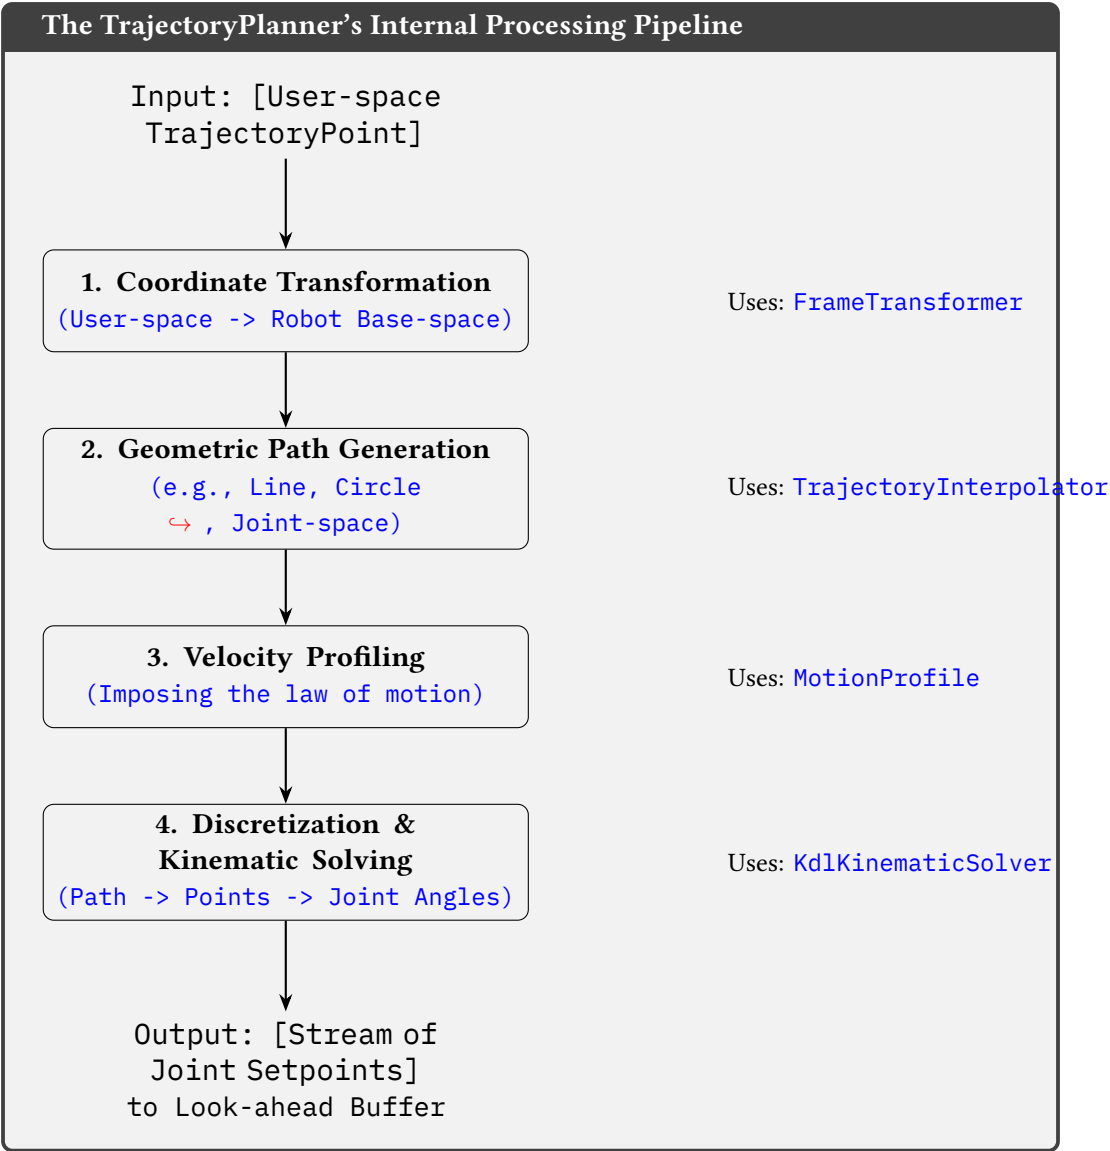 The TrajectoryPlanner’s Internal Processing Pipeline
Input: [User-space
TrajectoryPoint]
1. Coordinate Transformation
(User-space -> Robot Base-space)
Uses: FrameTransformer
2. Geometric Path Generation
(e.g., Line, Circle
↪ , Joint-space)
Uses: TrajectoryInterpolator
3. Velocity Profiling
(Imposing the law of motion)
Uses: MotionProfile
4. Discretization &
Kinematic Solving
(Path -> Points -> Joint Angles)
Uses: KdlKinematicSolver
Output: [Stream of
Joint Setpoints]
to Look-ahead Buffer